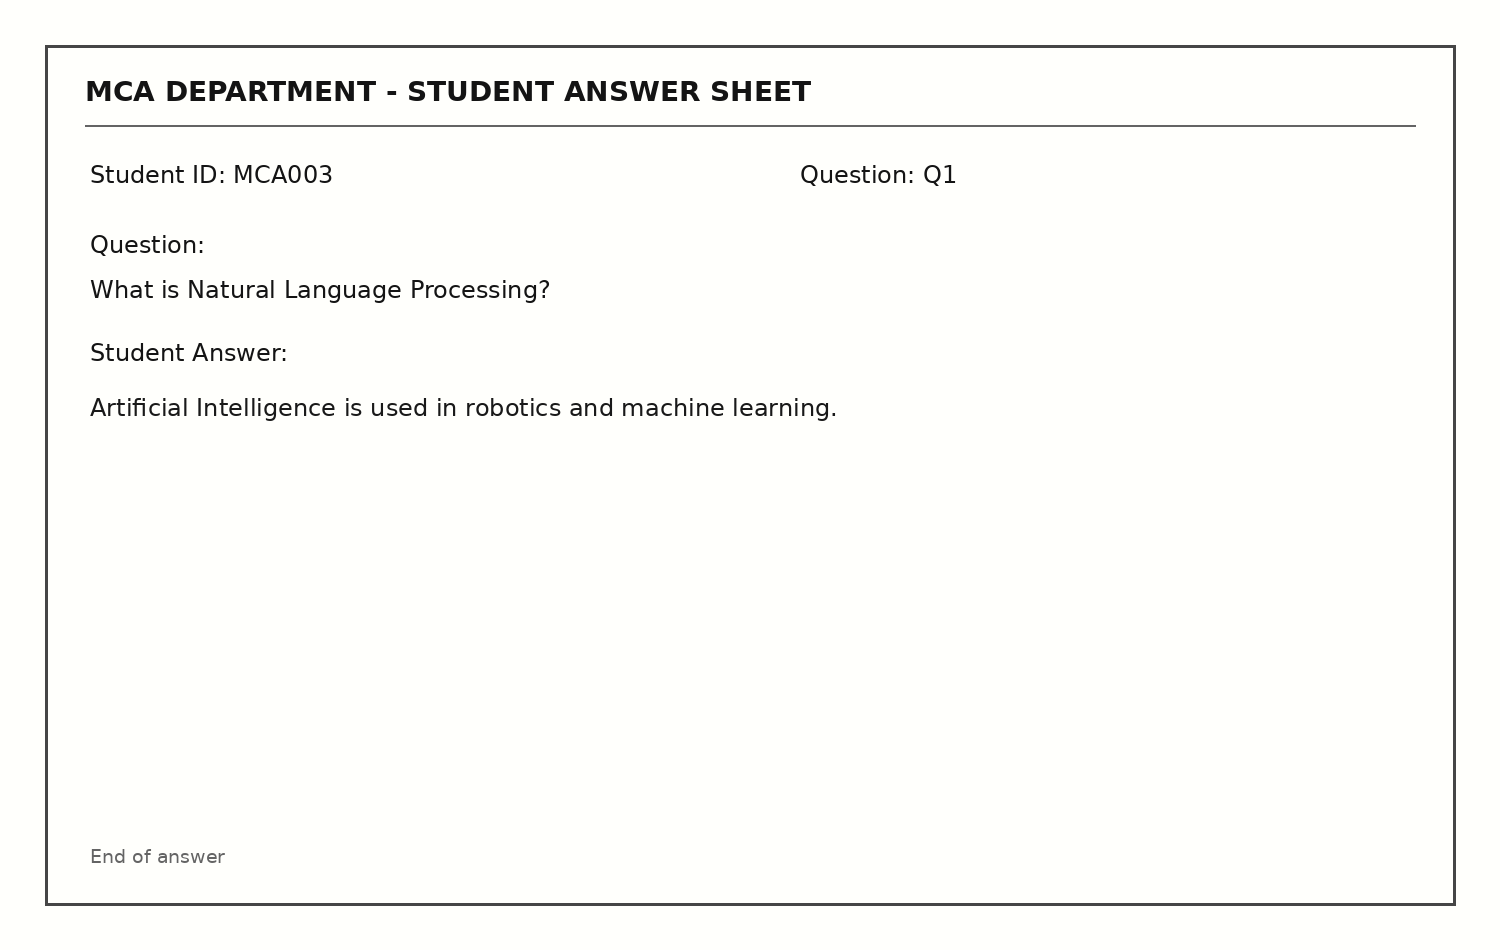 MCA DEPARTMENT - STUDENT ANSWER SHEET
Student ID: MCA003 Question: Q1
Question:
What is Natural Language Processing?
Student Answer:
Artificial Intelligence is used in robotics and machine learning.
End of answer